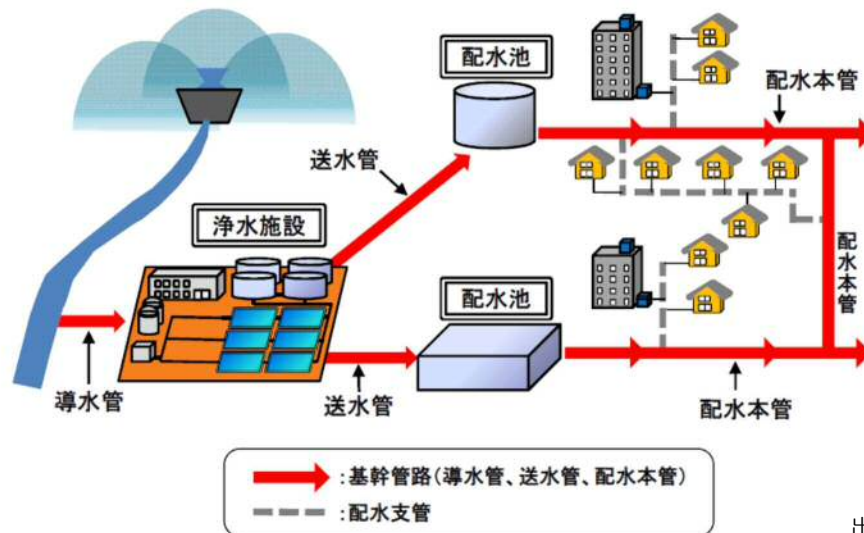 配水池
配水本管
送水管
浄水施設
配水池
配水本管
導水管
送水管
配水本管
:基幹管路(導水管、送水管、配水本管)
:配水支管